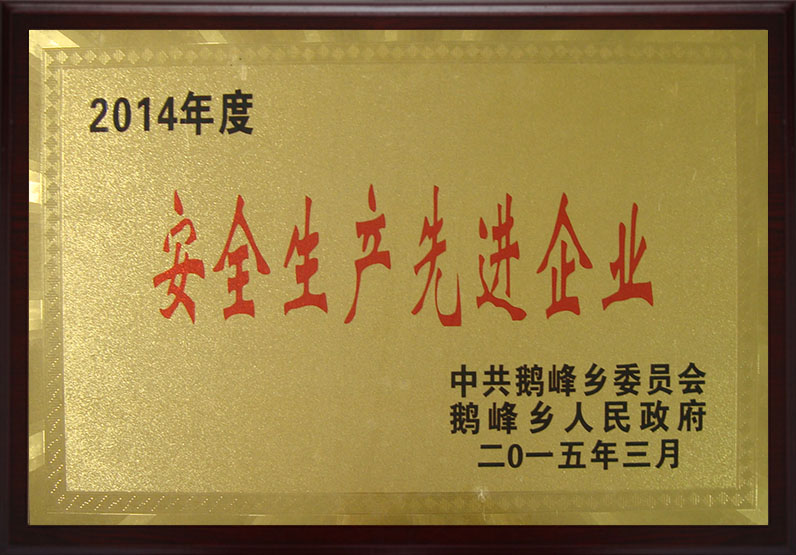 2014年度
安全生产先进企业
中共鹅峰乡委员会
鹅峰乡人民政府
二0一五年三月